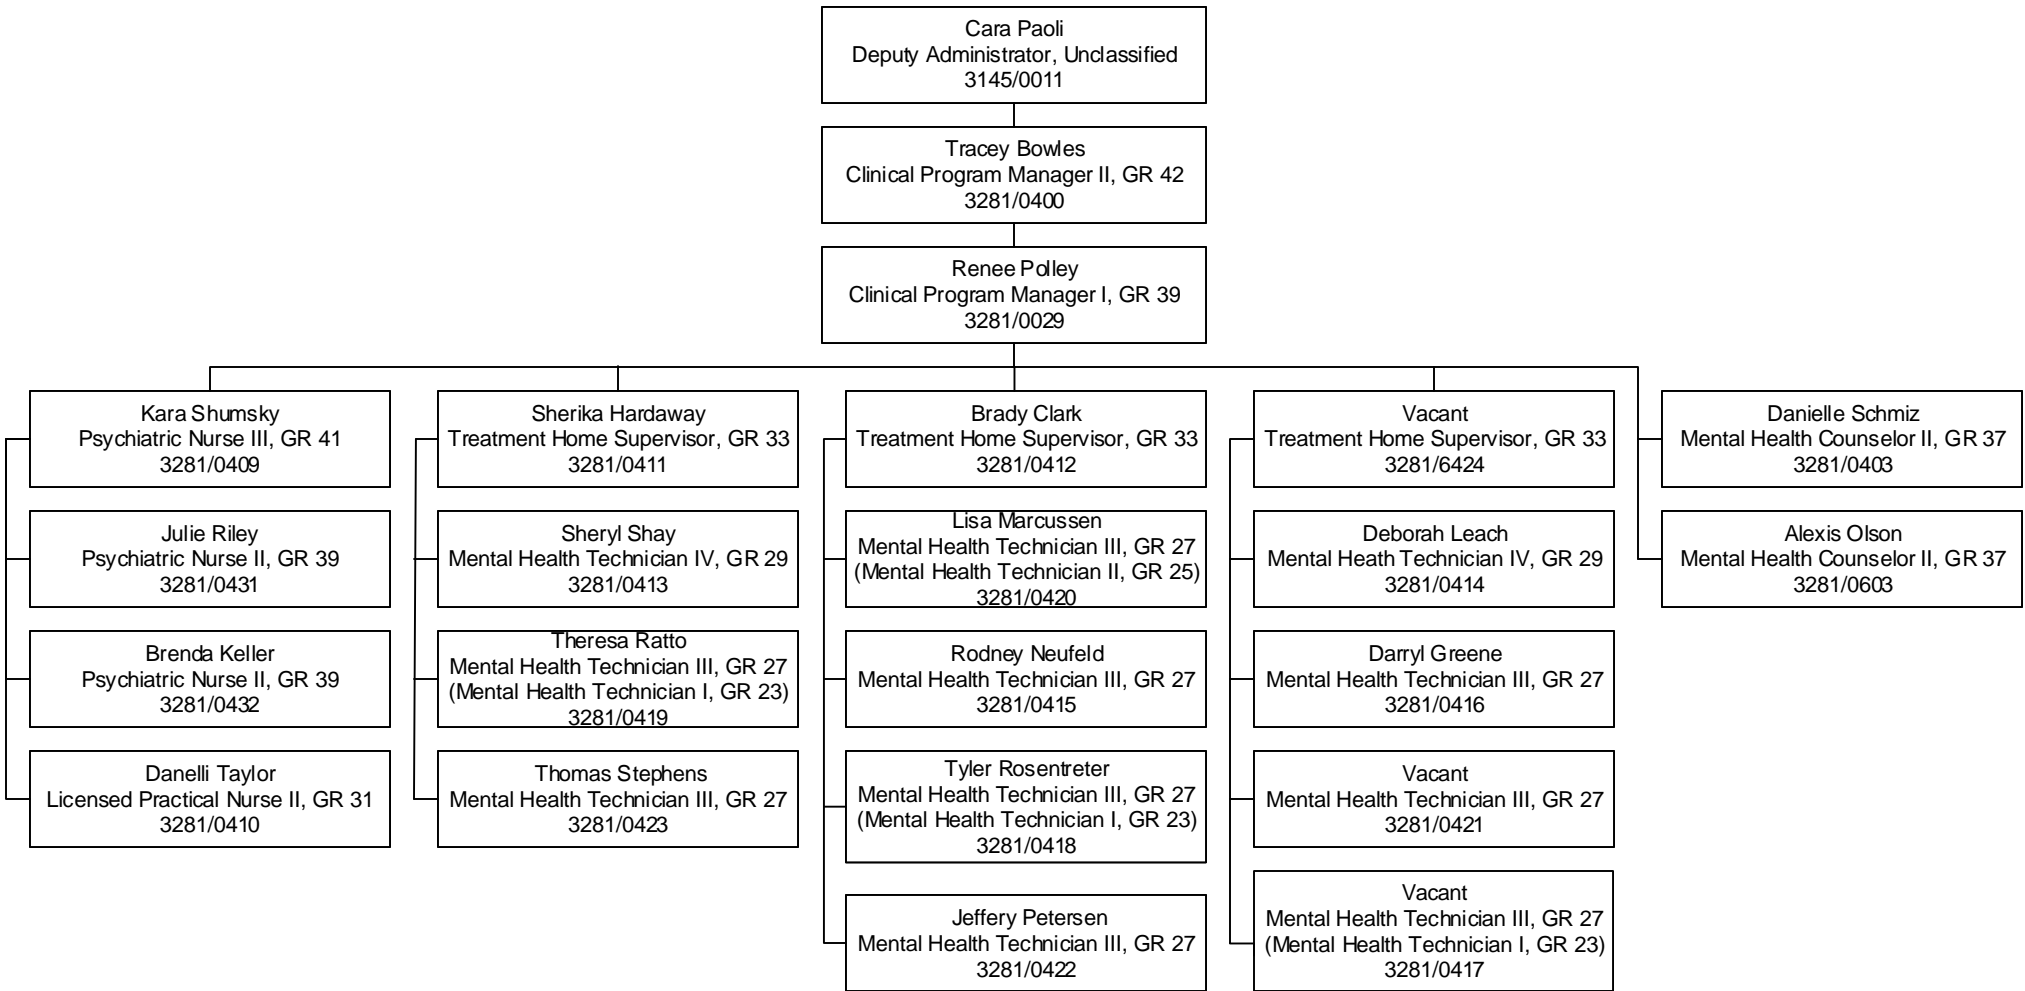 Cara Paoli
Deputy Administrator, Unclassified
3145/0011
Tracey Bowles
Clinical Program Manager II, GR 42
3281/0400
Renee Polley
Clinical Program Manager I, GR 39
3281/0029
Kara Shumsky
Psychiatric Nurse III, GR 41
3281/0409
Julie Riley
Psychiatric Nurse II, GR 39
3281/0431
Brenda Keller
Psychiatric Nurse II, GR 39
3281/0432
Danelli Taylor
Licensed Practical Nurse II, GR 31
3281/0410
Sherika Hardaway
Treatment Home Supervisor, GR 33
3281/0411
Sheryl Shay
Mental Health Technician IV, GR 29
3281/0413
Theresa Ratto
Mental Health Technician III, GR 27
(Mental Health Technician I, GR 23)
3281/0419
Thomas Stephens
Mental Health Technician III, GR 27
3281/0423
Brady Clark
Treatment Home Supervisor, GR 33
3281/0412
Lisa Marcussen
Mental Health Technician III, GR 27
(Mental Health Technician II, GR 25)
3281/0420
Rodney Neufeld
Mental Health Technician III, GR 27
3281/0415
Tyler Rosentreter
Mental Health Technician III, GR 27
(Mental Health Technician I, GR 23)
3281/0418
Jeffery Petersen
Mental Health Technician III, GR 27
3281/0422
Vacant
Treatment Home Supervisor, GR 33
3281/6424
Deborah Leach
Mental Heath Technician IV, GR 29
3281/0414
Darryl Greene
Mental Health Technician III, GR 27
3281/0416
Vacant
Mental Health Technician III, GR 27
3281/0421
Vacant
Mental Health Technician III, GR 27
(Mental Health Technician I, GR 23)
3281/0417
Danielle Schmiz
Mental Health Counselor II, GR 37
3281/0403
Alexis Olson
Mental Health Counselor II, GR 37
3281/0603